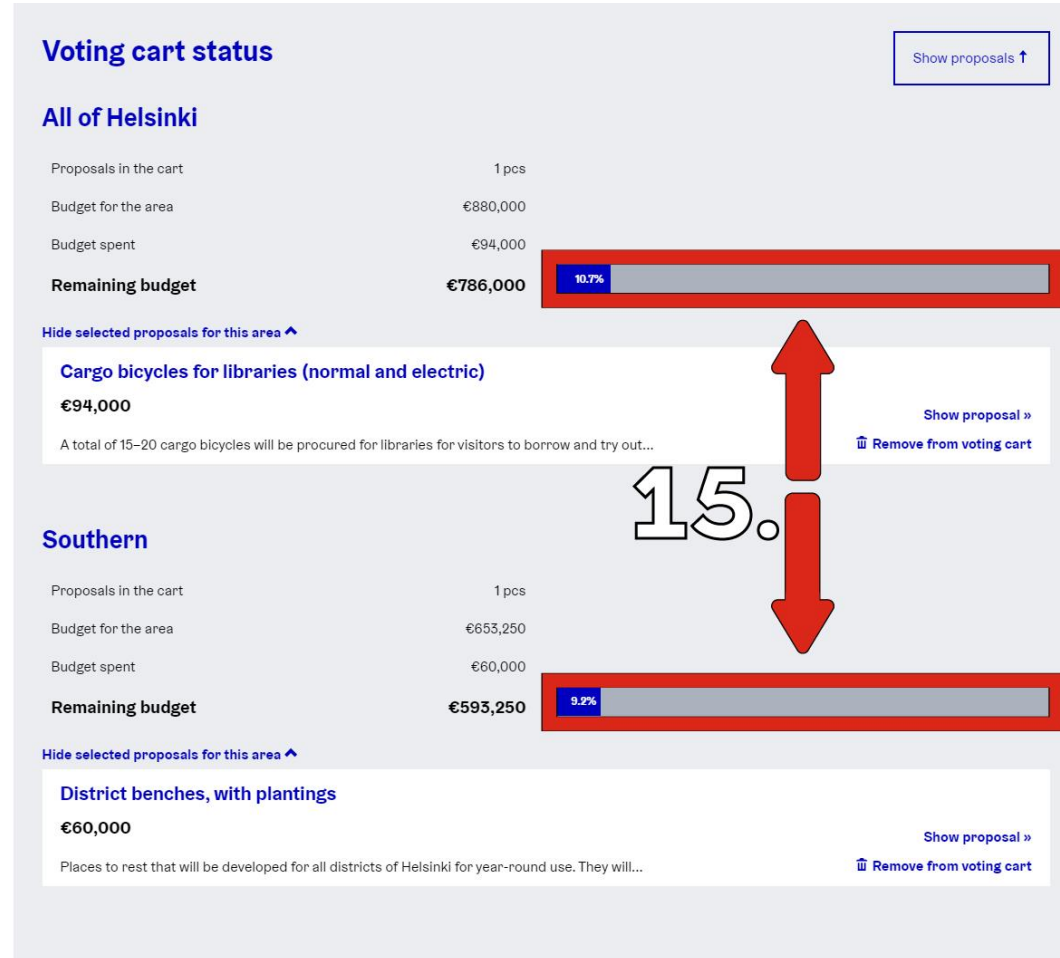 Voting cart status
Show proposals ↑
All of Helsinki
Proposals in the cart 1 pcs
Budget for the area €880,000
Budget spent €94,000
Remaining budget €786,000
10.7%
Hide selected proposals for this area
Cargo bicycles for libraries (normal and electric)
€94,000
Show proposal »
A total of 15–20 cargo bicycles will be procured for libraries for visitors to borrow and try out...
Remove from voting cart
15.
Southern
Proposals in the cart 1 pcs
Budget for the area €653,250
Budget spent €60,000
Remaining budget €593,250
9.2%
Hide selected proposals for this area
District benches, with plantings
€60,000
Show proposal »
Places to rest that will be developed for all districts of Helsinki for year-round use. They will...
Remove from voting cart